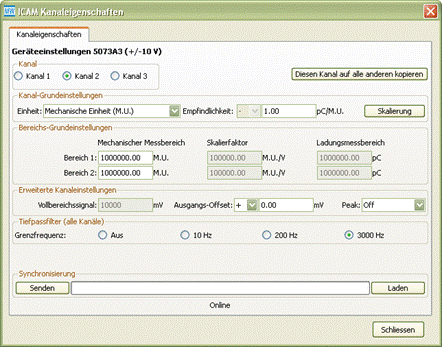 ICAM Kanaleigenschaften
Kanaleigenschaften
Geräteeinstellungen 5073A3 (+/-10 V)
Kanal
Kanal 1 Kanal 2 Kanal 3 Diesen Kanal auf alle anderen kopieren
Kanal-Grundeinstellungen
Einheit: Mechanische Einheit (M.U.) Empfindlichkeit: - 1.00 pC/M.U. Skalierung
Bereichs-Grundeinstellungen
Mechanischer Messbereich Skalierfaktor Ladungsmessbereich
Bereich 1: 1000000.00 M.U. 100000.00 M.U./V 1000000.00 pC
Bereich 2: 1000000.00 M.U. 100000.00 M.U./V 1000000.00 pC
Erweiterte Kanaleinstellungen
Vollbereichssignal: 10000 mV Ausgangs-Offset: + 0.00 mV Peak: Off
Tiefpassfilter (alle Kanäle)
Grenzfrequenz: Aus 10 Hz 200 Hz 3000 Hz
Synchronisierung
Senden Laden
Online
Schliessen